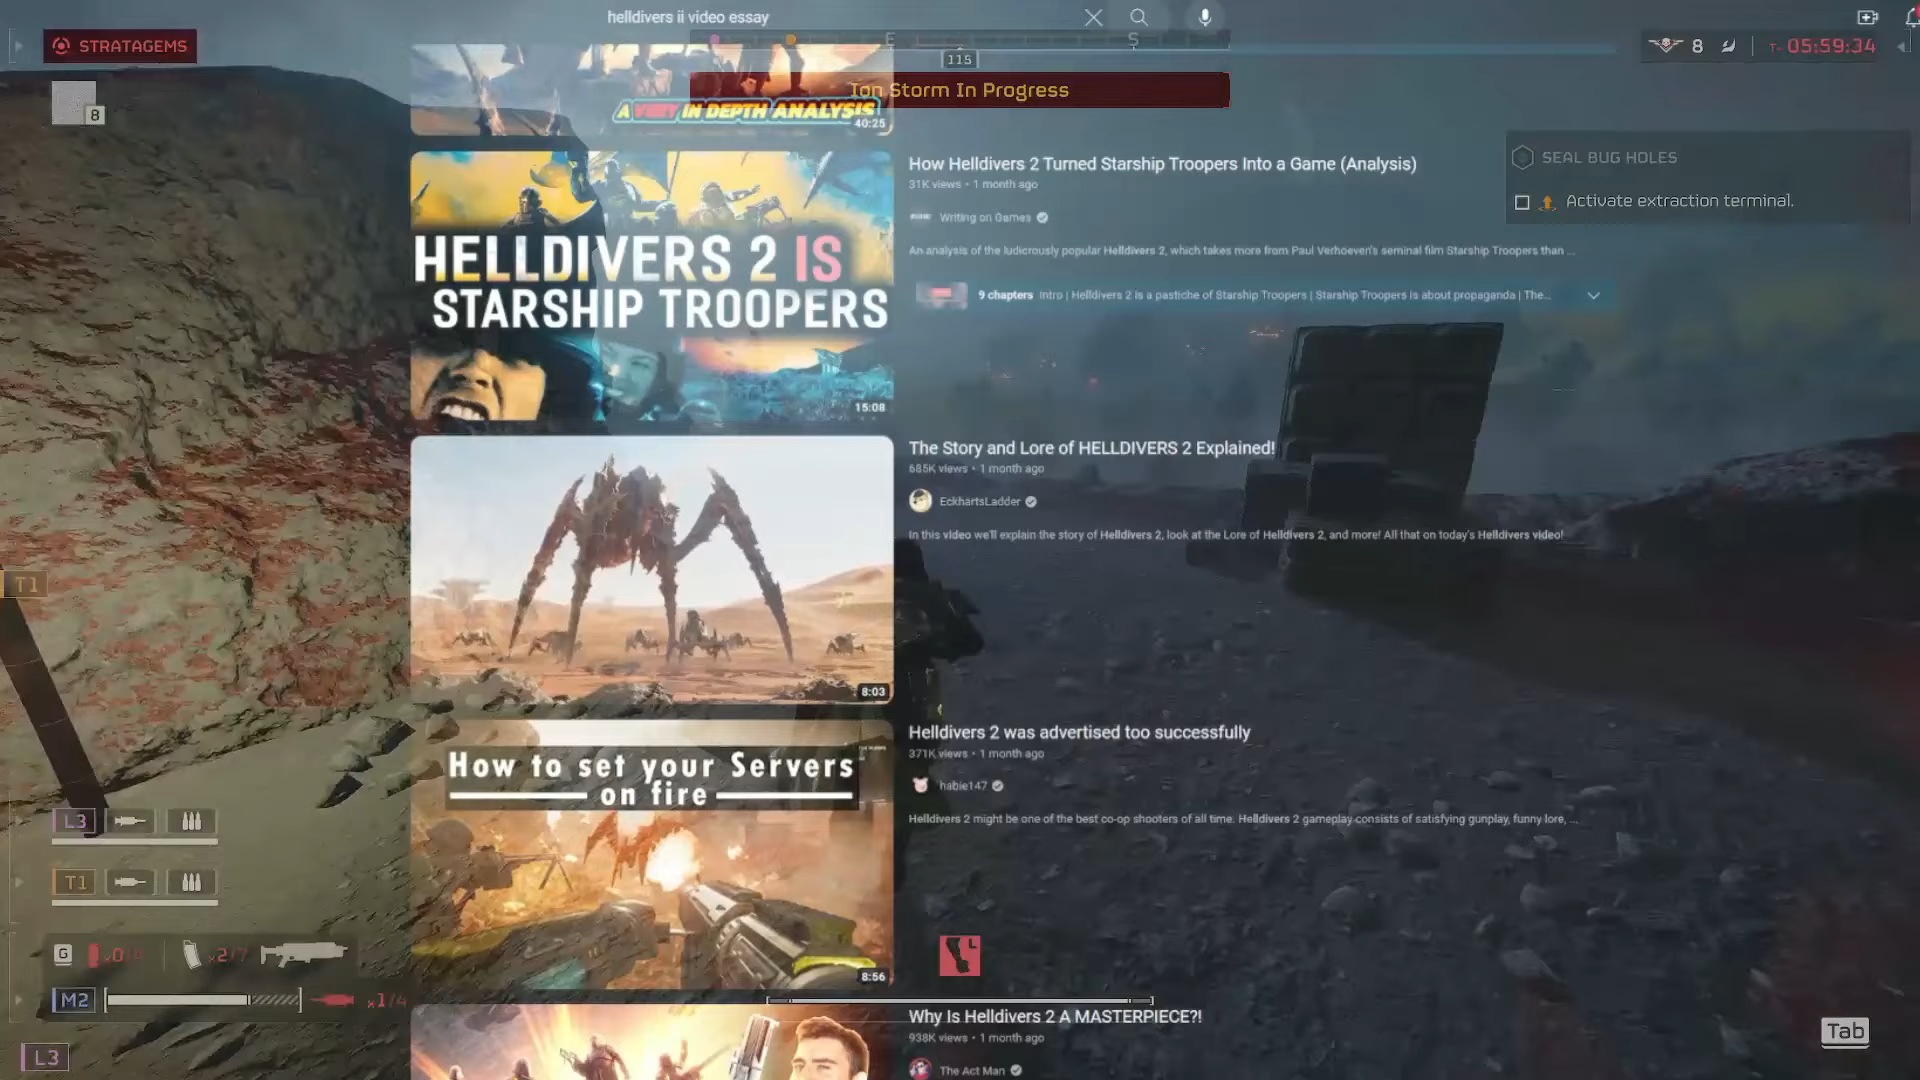 helldivers ii video essay
STRATAGEMS
E
S
115
8
T- 05:59:34
Ion Storm In Progress
8
A VERY IN DEPTH ANALYSIS
40:25
SEAL BUG HOLES
Activate extraction terminal.
How Helldivers 2 Turned Starship Troopers Into a Game (Analysis)
31K views • 1 month ago
Writing on Games
An analysis of the ludicrously popular Helldivers 2, which takes more from Paul Verhoeven's seminal film Starship Troopers than ...
9 chapters Intro | Helldivers 2 is a pastiche of Starship Troopers | Starship Troopers is about propaganda | The...
HELLDIVERS 2 IS
STARSHIP TROOPERS
15:08
The Story and Lore of HELLDIVERS 2 Explained!
685K views • 1 month ago
EckhartsLadder
In this video we'll explain the story of Helldivers 2, look at the Lore of Helldivers 2, and more! All that on today's Helldivers video!
8:03
T1
Helldivers 2 was advertised too successfully
371K views • 1 month ago
habie147
Helldivers 2 might be one of the best co-op shooters of all time. Helldivers 2 gameplay consists of satisfying gunplay, funny lore, ...
How to set your Servers
on fire
8:56
L3
T1
G
x2/7
M2
x1/4
L
Why Is Helldivers 2 A MASTERPIECE?!
938K views • 1 month ago
The Act Man
Tab
L3